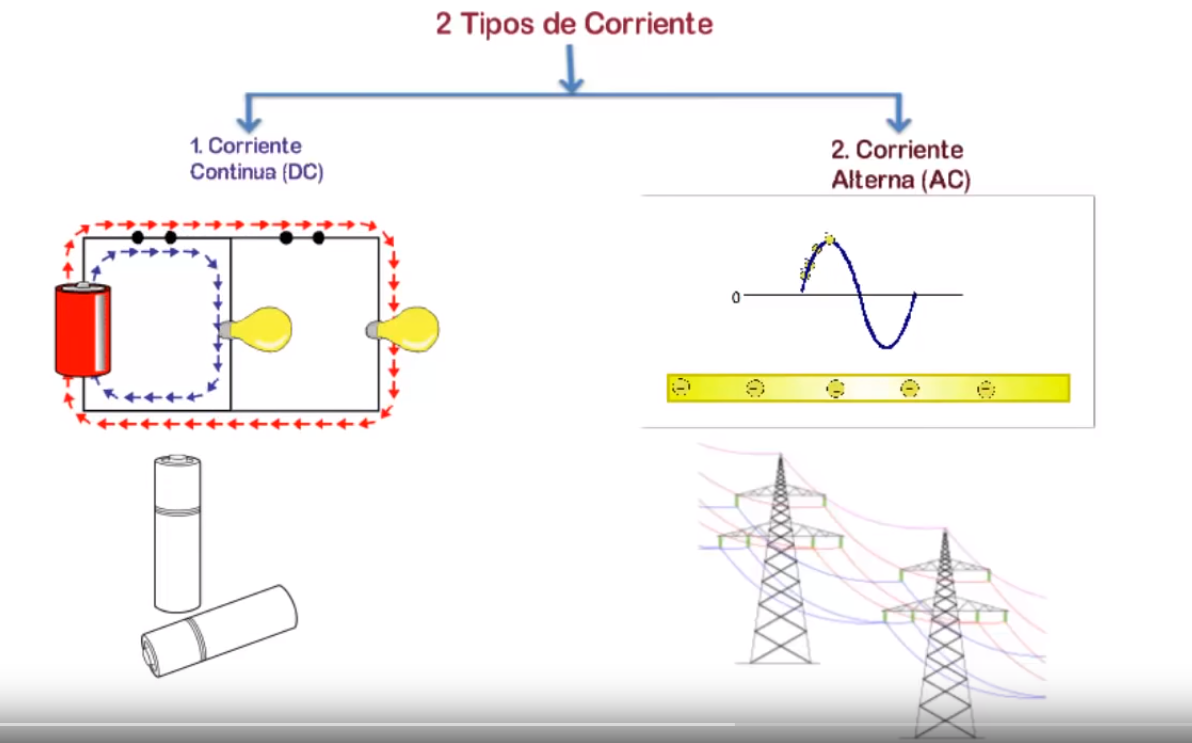 2 Tipos de Corriente
1. Corriente
Continua (DC)
2. Corriente
Alterna (AC)
0